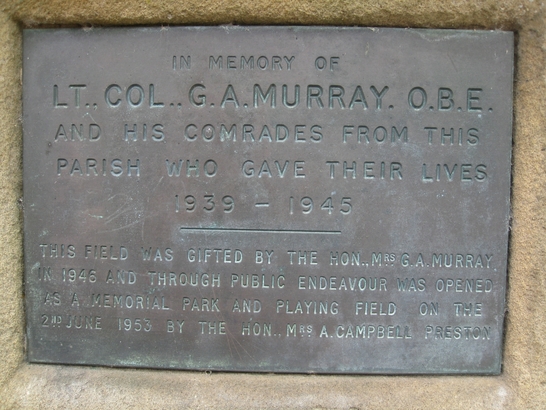 IN MEMORY OF
LT. COL. G. A. MURRAY. O.B.E.
AND HIS COMRADES FROM THIS
PARISH WHO GAVE THEIR LIVES
1939 – 1945
THIS FIELD WAS GIFTED BY THE HON., MRS G.A. MURRAY
IN 1946 AND THROUGH PUBLIC ENDEAVOUR WAS OPENED
AS A MEMORIAL PARK AND PLAYING FIELD ON THE
2ND JUNE 1953 BY THE HON., MRS A. CAMPBELL PRESTON